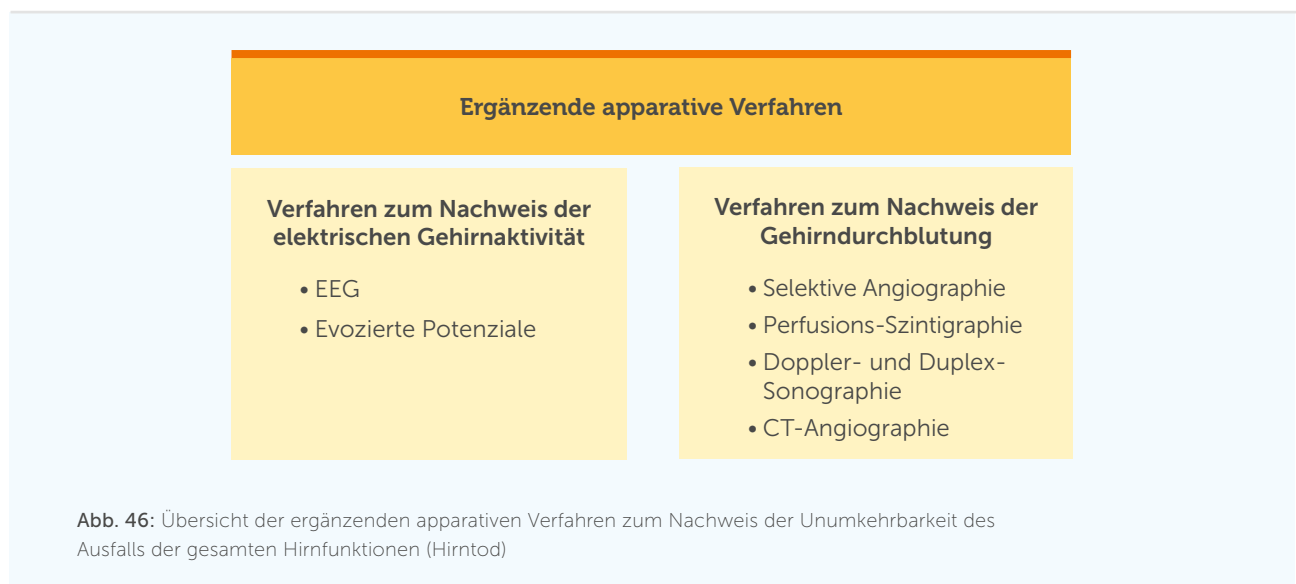 Ergänzende apparative Verfahren
Verfahren zum Nachweis der
elektrischen Gehirnaktivität
• EEG
• Evozierte Potenziale
Verfahren zum Nachweis der
Gehirndurchblutung
• Selektive Angiographie
• Perfusions-Szintigraphie
• Doppler- und Duplex-
Sonographie
• CT-Angiographie
Abb. 46: Übersicht der ergänzenden apparativen Verfahren zum Nachweis der Unumkehrbarkeit des
Ausfalls der gesamten Hirnfunktionen (Hirntod)